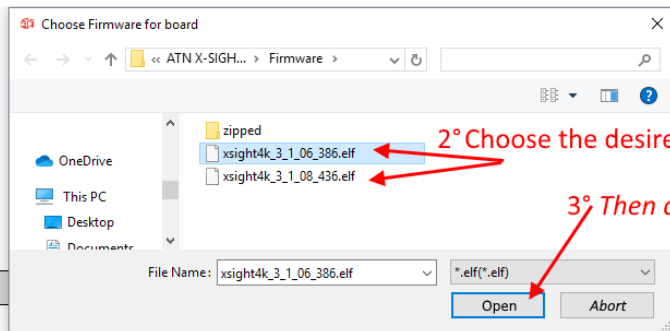 Choose Firmware for board
« ATN X-SIGH... › Firmware ›
zipped
xsight4k_3_1_06_386.elf
xsight4k_3_1_08_436.elf
2° Choose the desire
OneDrive
This PC
Desktop
Documents
3° Then
File Name: xsight4k_3_1_06_386.elf
*.elf(*.elf)
Open
Abort